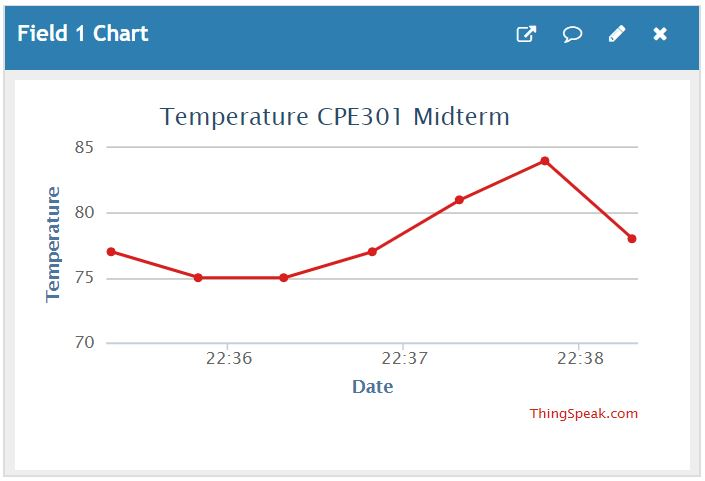 Field 1 Chart
Temperature CPE301 Midterm
Temperature
85
80
75
70
22:36 22:37 22:38
Date
ThingSpeak.com